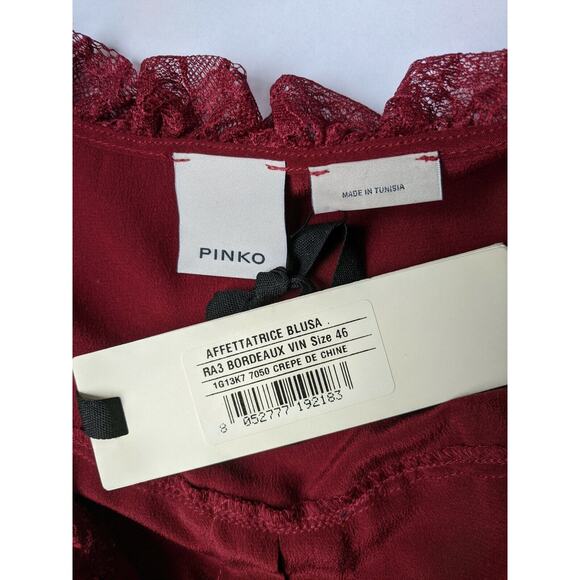 PINKO
MADE IN TUNISIA
AFFETTATRICE BLUSA .
RA3 BORDEAUX VIN Size 46
1G13K7 7050 CREPE DE CHINE
8 052777 192183